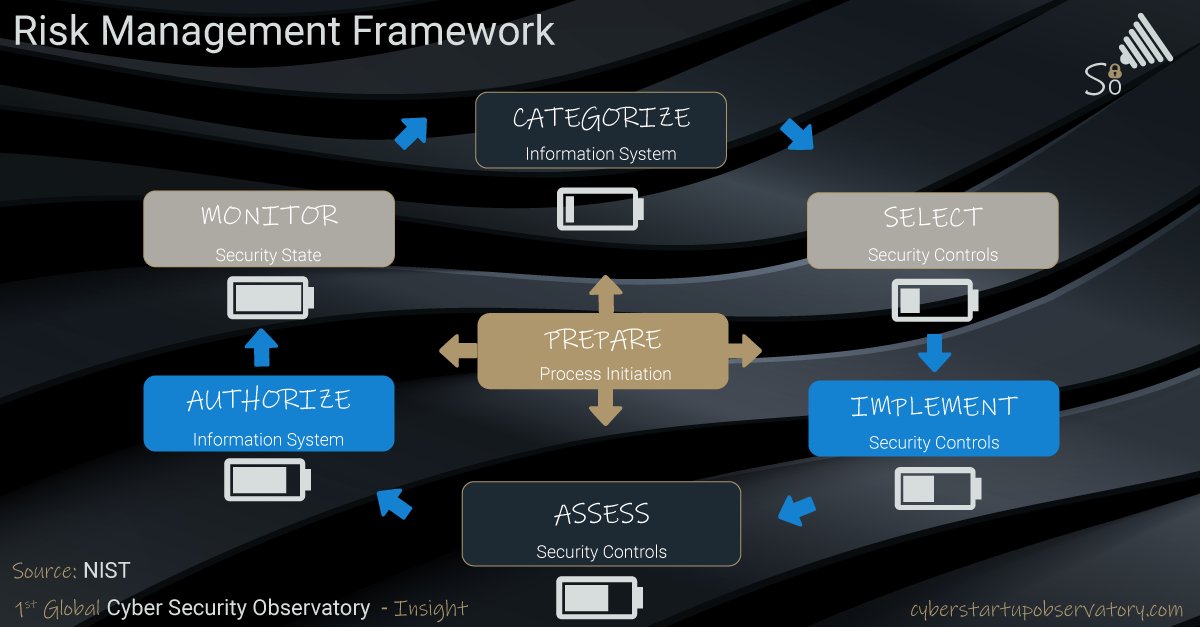 Risk Management Framework
So
CATEGORIZE
Information System
MONITOR
Security State
SELECT
Security Controls
PREPARE
Process Initiation
AUTHORIZE
Information System
IMPLEMENT
Security Controls
ASSESS
Security Controls
Source: NIST
1st Global Cyber Security Observatory - Insight
cyberstartupobservatory.com